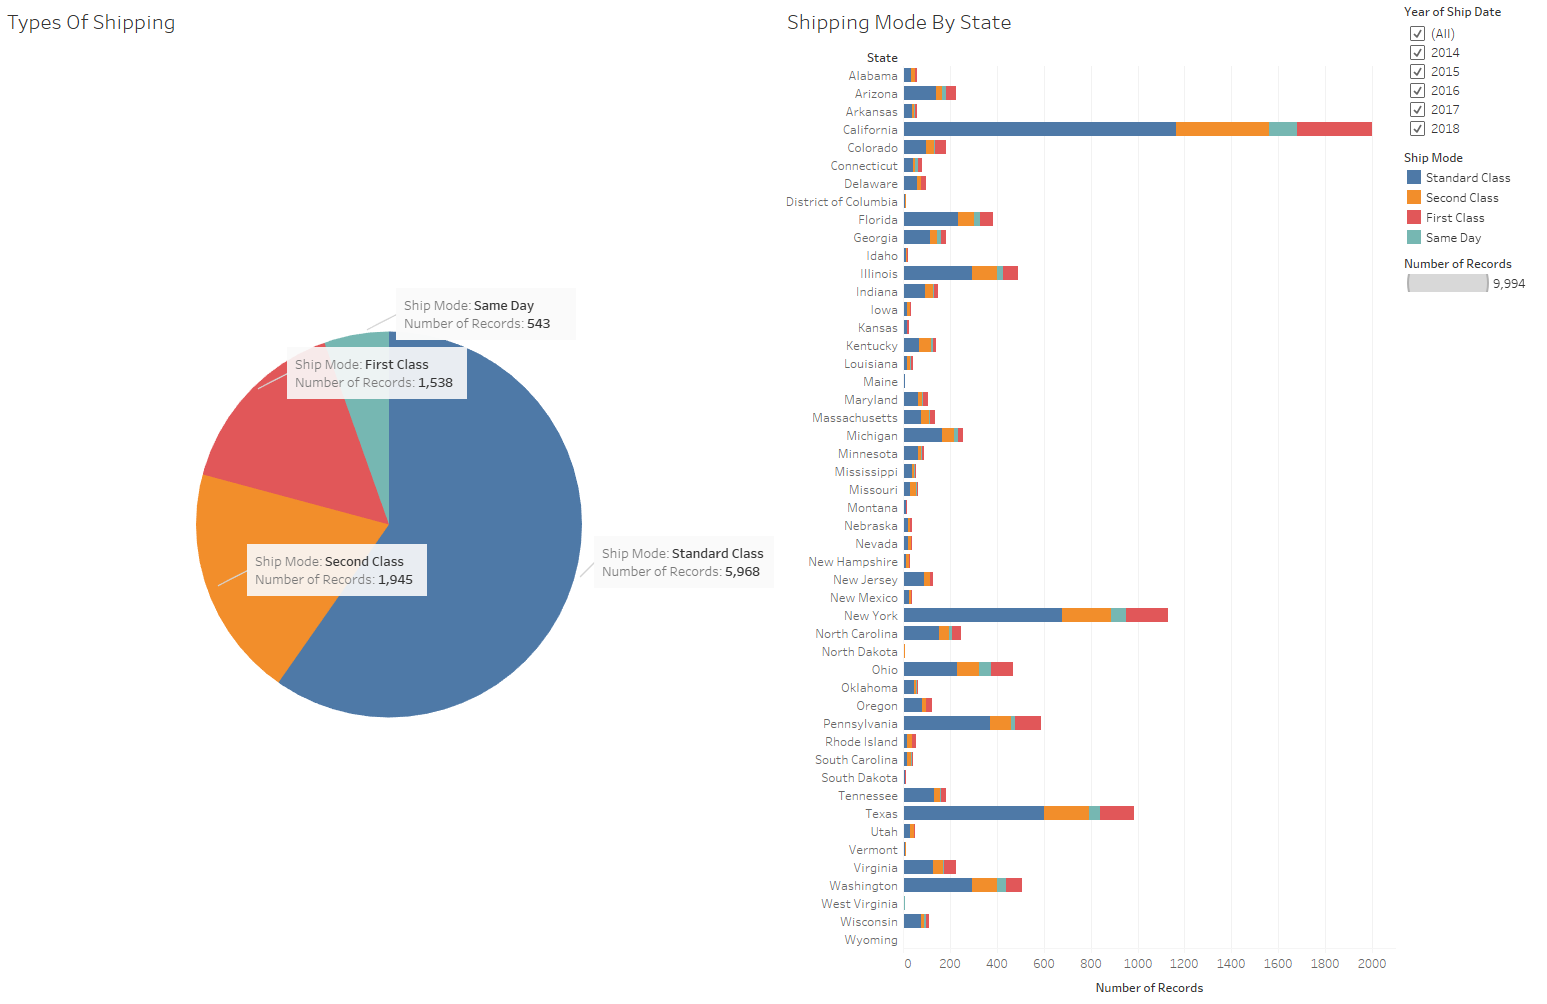 Types Of Shipping
Ship Mode: Same Day
Number of Records: 543
Ship Mode: First Class
Number of Records: 1,538
Ship Mode: Second Class
Number of Records: 1,945
Ship Mode: Standard Class
Number of Records: 5,968
Shipping Mode By State
State
Alabama
Arizona
Arkansas
California
Colorado
Connecticut
Delaware
District of Columbia
Florida
Georgia
Idaho
Illinois
Indiana
Iowa
Kansas
Kentucky
Louisiana
Maine
Maryland
Massachusetts
Michigan
Minnesota
Mississippi
Missouri
Montana
Nebraska
Nevada
New Hampshire
New Jersey
New Mexico
New York
North Carolina
North Dakota
Ohio
Oklahoma
Oregon
Pennsylvania
Rhode Island
South Carolina
South Dakota
Tennessee
Texas
Utah
Vermont
Virginia
Washington
West Virginia
Wisconsin
Wyoming
0 200 400 600 800 1000 1200 1400 1600 1800 2000
Number of Records
Year of Ship Date
(All)
2014
2015
2016
2017
2018
Ship Mode
Standard Class
Second Class
First Class
Same Day
Number of Records
9,994